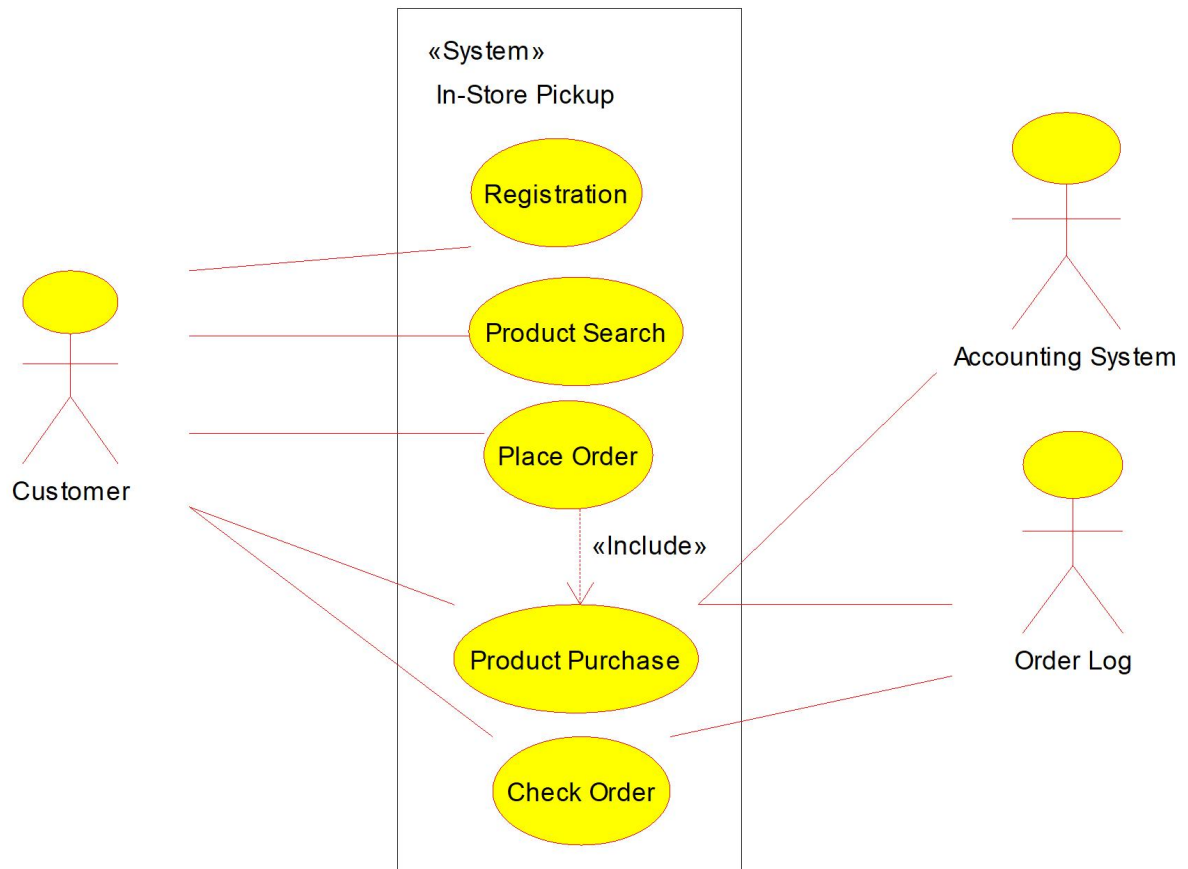 «System»
In-Store Pickup
Registration
Product Search
Place Order
«Include»
Product Purchase
Check Order
Customer
Accounting System
Order Log